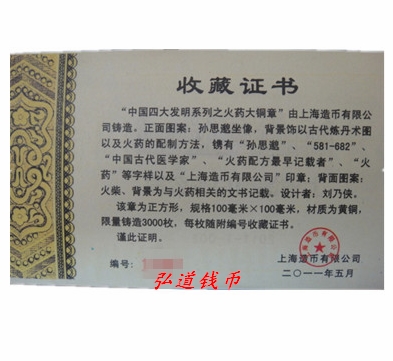 收藏证书
“中国四大发明系列之火药大铜章”由上海造币有限公
司铸造。正面图案：孙思邈坐像，背景饰以古代炼丹术图
以及火药的配制方法，镌有“孙思邈”、“581-682”、
“中国古代医学家”、“火药配方最早记载者”、“火
药”等字样以及“上海造币有限公司”印章；背面图案：
火柴、背景为与火药相关的文书记载。设计者：刘乃侠。
该章为正方形，规格100毫米×100毫米，材质为黄铜，
限量铸造3000枚，每枚随附编号收藏证书。
谨此证明。
编号：
上海造币有限公司
二〇一一年五月
弘道钱币